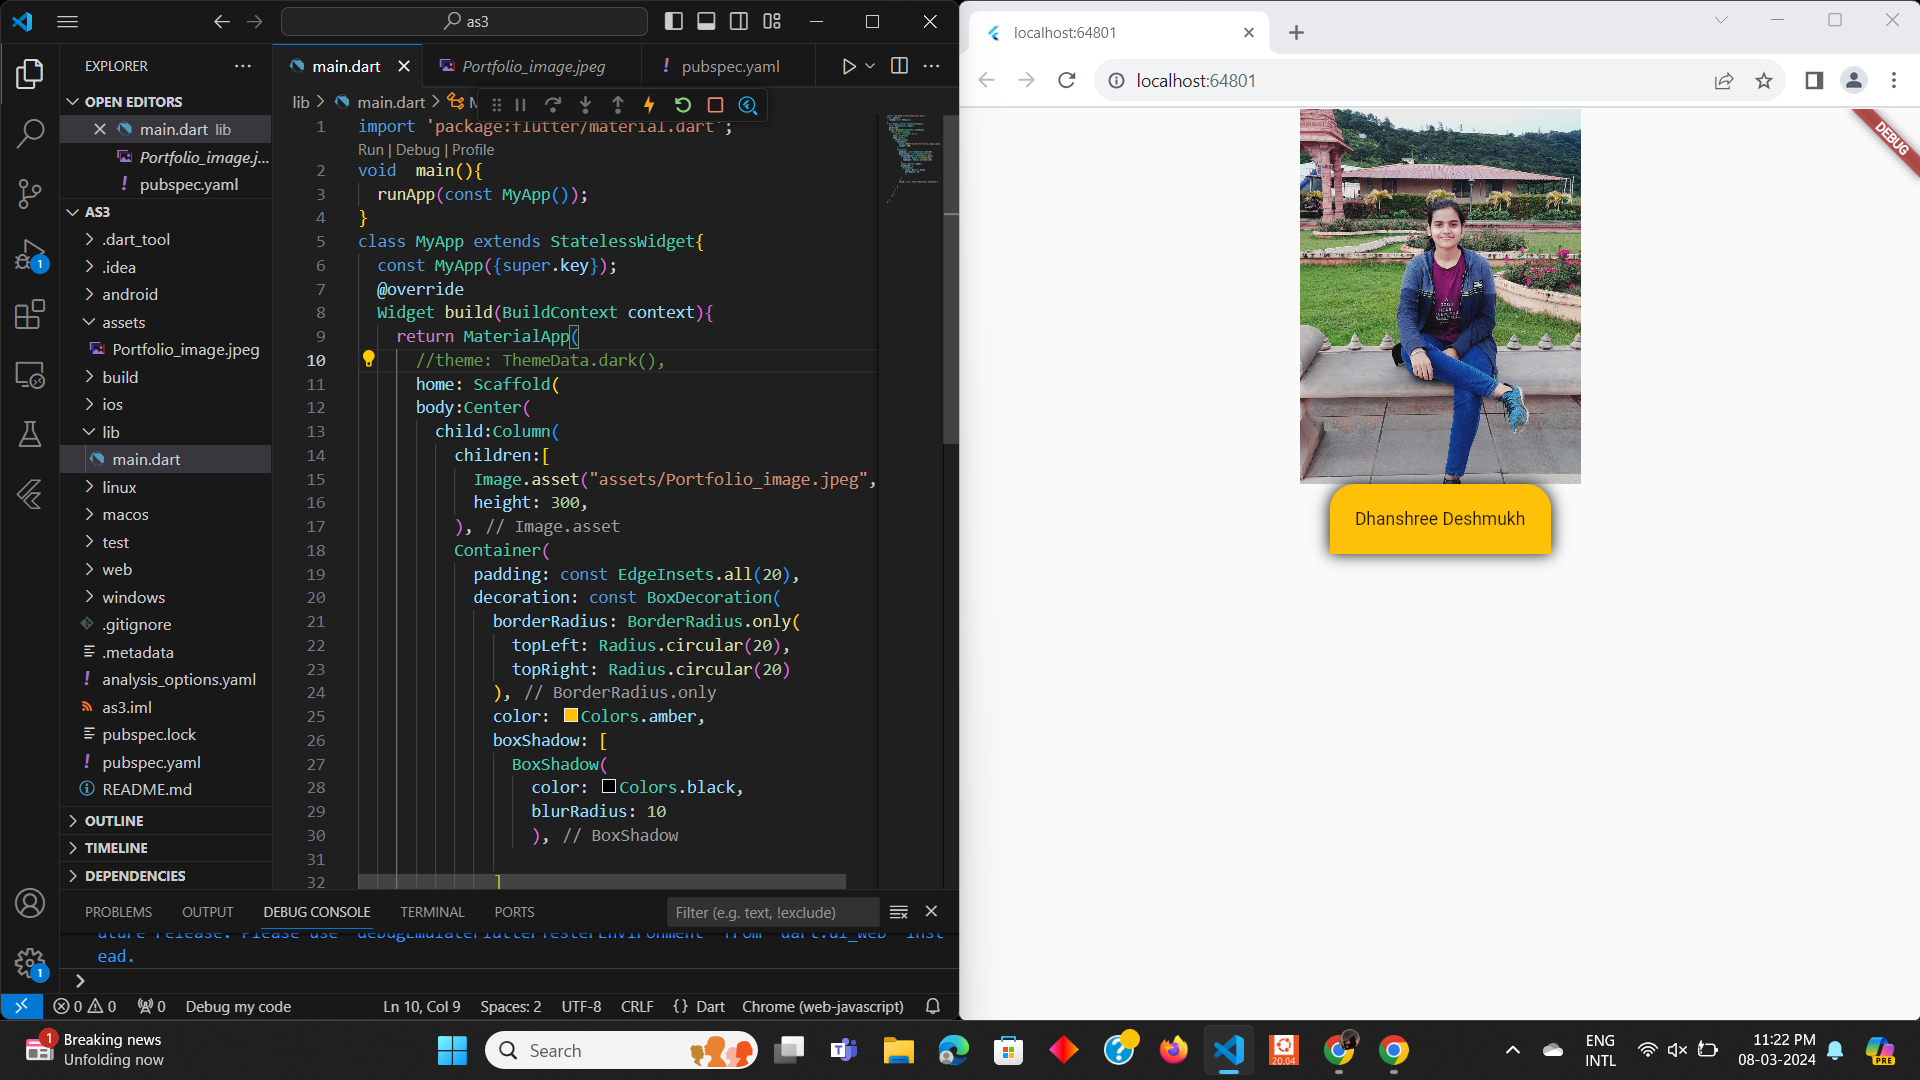 as3
EXPLORER
OPEN EDITORS
main.dart lib
Portfolio_image.j...
pubspec.yaml
AS3
.dart_tool
.idea
android
assets
Portfolio_image.jpeg
build
ios
lib
main.dart
linux
macos
test
web
windows
.gitignore
.metadata
analysis_options.yaml
as3.iml
pubspec.lock
pubspec.yaml
README.md
OUTLINE
TIMELINE
DEPENDENCIES
main.dart
Portfolio_image.jpeg
pubspec.yaml
lib > main.dart >
1 import 'package:flutter/material.dart';
Run | Debug | Profile
2 void  main(){
3 runApp(const MyApp());
4 }
5 class MyApp extends StatelessWidget{
6 const MyApp({super.key});
7 @override
8 Widget build(BuildContext context){
9 return MaterialApp(
10 //theme: ThemeData.dark(),
11 home: Scaffold(
12 body:Center(
13 child:Column(
14 children:[
15 Image.asset("assets/Portfolio_image.jpeg",
16 height: 300,
17 ), // Image.asset
18 Container(
19 padding: const EdgeInsets.all(20),
20 decoration: const BoxDecoration(
21 borderRadius: BorderRadius.only(
22 topLeft: Radius.circular(20),
23 topRight: Radius.circular(20)
24 ), // BorderRadius.only
25 color: Colors.amber,
26 boxShadow: [
27 BoxShadow(
28 color: Colors.black,
29 blurRadius: 10
30 ), // BoxShadow
31
32 ]
PROBLEMS
OUTPUT
DEBUG CONSOLE
TERMINAL
PORTS
Filter (e.g. text, !exclude)
uture release. Please use `debugEmulateFlutterTesterEnvironment` from `dart:ui_web` inst
ead.
0 0
0
Debug my code
Ln 10, Col 9
Spaces: 2
UTF-8
CRLF
{} Dart
Chrome (web-javascript)
1
1
localhost:64801
localhost:64801
DEBUG
Dhanshree Deshmukh
1
Breaking news
Unfolding now
Search
20.04
ENG
INTL
11:22 PM
08-03-2024
PRE